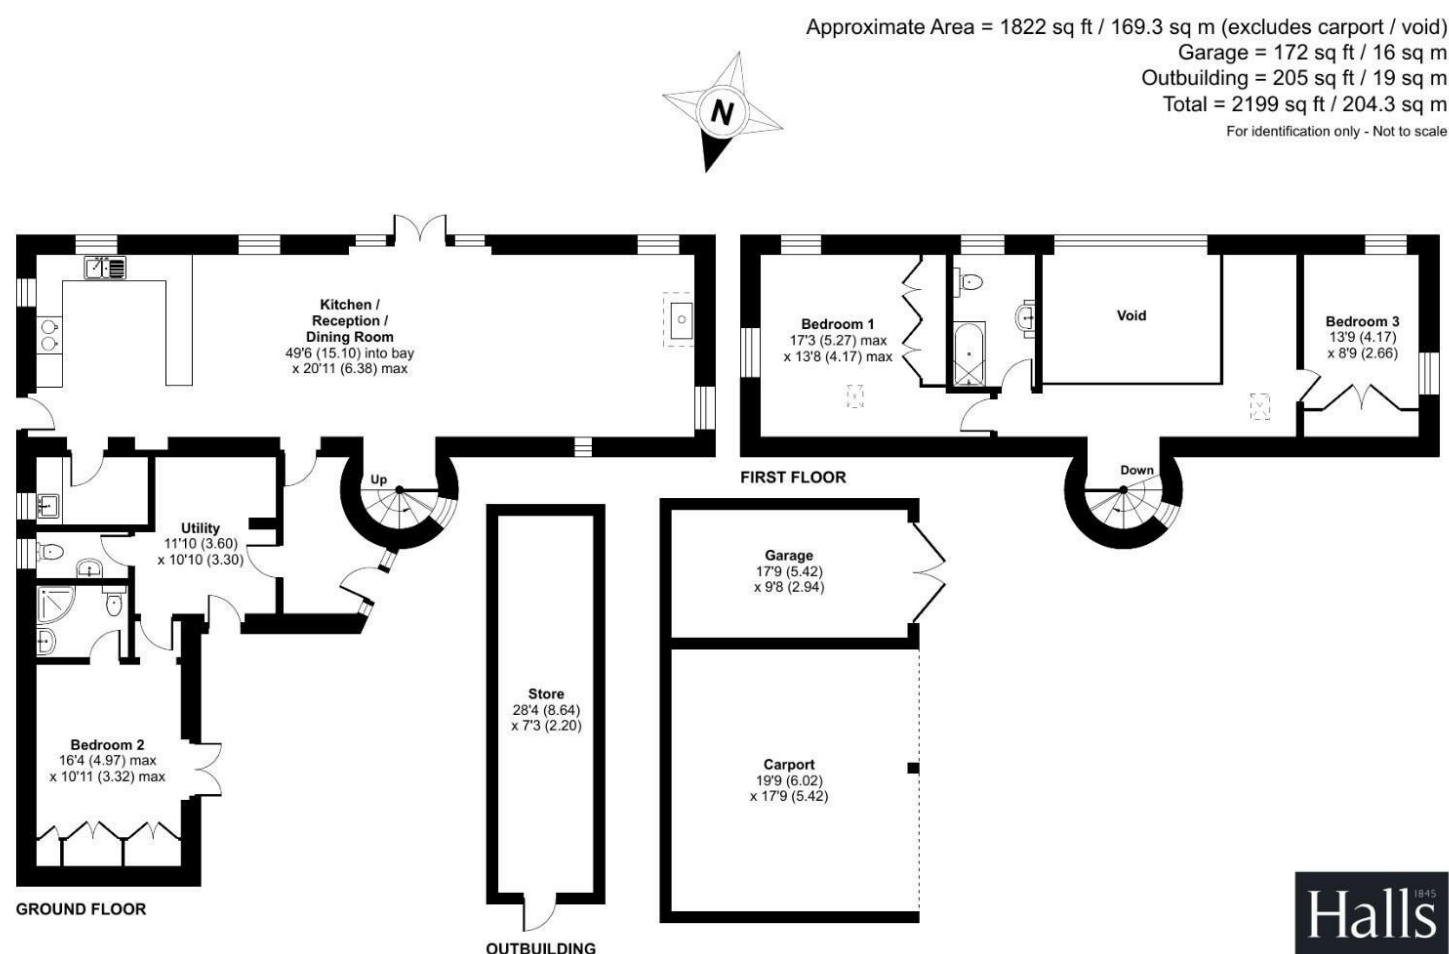 Approximate Area = 1822 sq ft / 169.3 sq m (excludes carport / void)
Garage = 172 sq ft / 16 sq m
Outbuilding = 205 sq ft / 19 sq m
Total = 2199 sq ft / 204.3 sq m
For identification only - Not to scale
N
Kitchen /
Reception /
Dining Room
49'6 (15.10) into bay
x 20'11 (6.38) max
Up
Utility
11'10 (3.60)
x 10'10 (3.30)
Bedroom 2
16'4 (4.97) max
x 10'11 (3.32) max
GROUND FLOOR
Bedroom 1
17'3 (5.27) max
x 13'8 (4.17) max
Void
Bedroom 3
13'9 (4.17)
x 8'9 (2.66)
Down
FIRST FLOOR
Store
28'4 (8.64)
x 7'3 (2.20)
OUTBUILDING
Garage
17'9 (5.42)
x 9'8 (2.94)
Carport
19'9 (6.02)
x 17'9 (5.42)
Halls
1845